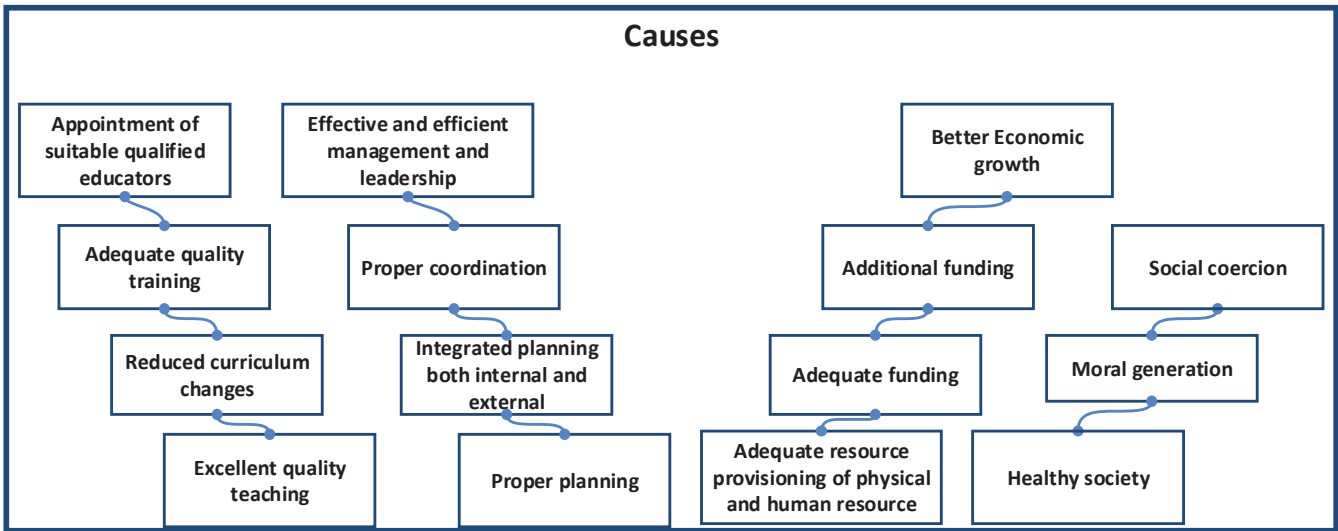 Causes
Appointment of
suitable qualified
educators
Effective and efficient
management and
leadership
Better Economic
growth
Adequate quality
training
Proper coordination
Additional funding
Social coercion
Reduced curriculum
changes
Integrated planning
both internal and
external
Adequate funding
Moral generation
Excellent quality
teaching
Proper planning
Adequate resource
provisioning of physical
and human resource
Healthy society